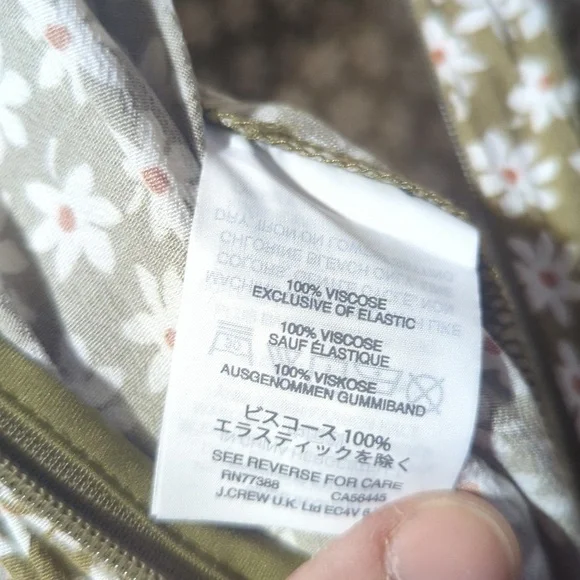 100% VISCOSE
EXCLUSIVE OF ELASTIC
100% VISCOSE
SAUF ÉLASTIQUE
100% VISKOSE
AUSGENOMMEN GUMMIBAND
ビスコース 100%
エラスティックを除く
SEE REVERSE FOR CARE
RN77388 CA56445
J.CREW U.K. Ltd EC4V